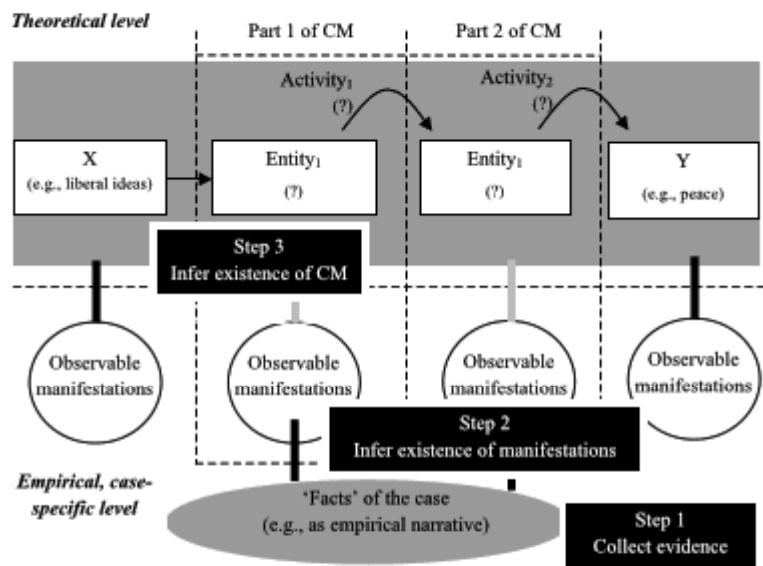 Theoretical level
Part 1 of CM
Part 2 of CM
Activity₁
(?)
Activity₂
(?)
X
(e.g., liberal ideas)
Entity₁
(?)
Entity₁
(?)
Y
(e.g., peace)
Step 3
Infer existence of CM
Observable
manifestations
Observable
manifestations
Observable
manifestations
Observable
manifestations
Step 2
Infer existence of manifestations
Empirical, case-
specific level
‘Facts’ of the case
(e.g., as empirical narrative)
Step 1
Collect evidence